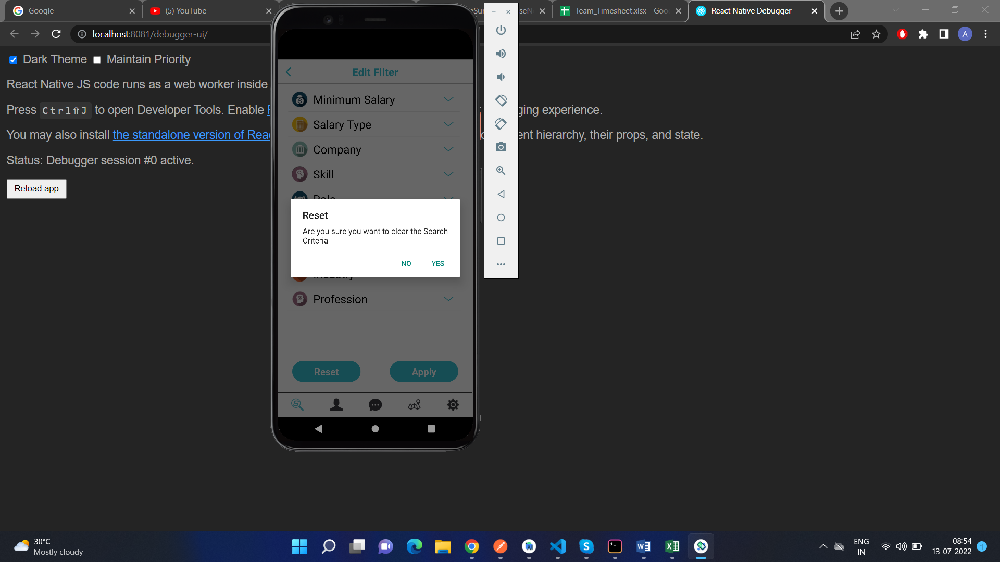 Google
(5) YouTube
Team_Timesheet.xlsx - Goo
React Native Debugger
localhost:8081/debugger-ui/
A
Dark Theme
Maintain Priority
React Native JS code runs as a web worker inside
Press Ctrl⇧J to open Developer Tools. Enable
ging experience.
You may also install the standalone version of Reac
ent hierarchy, their props, and state.
Status: Debugger session #0 active.
Reload app
Edit Filter
Minimum Salary
Salary Type
Company
Skill
Reset
Are you sure you want to clear the Search
Criteria
NO YES
Industry
Profession
Reset
Apply
30°C
Mostly cloudy
ENG
IN
08:54
13-07-2022
1